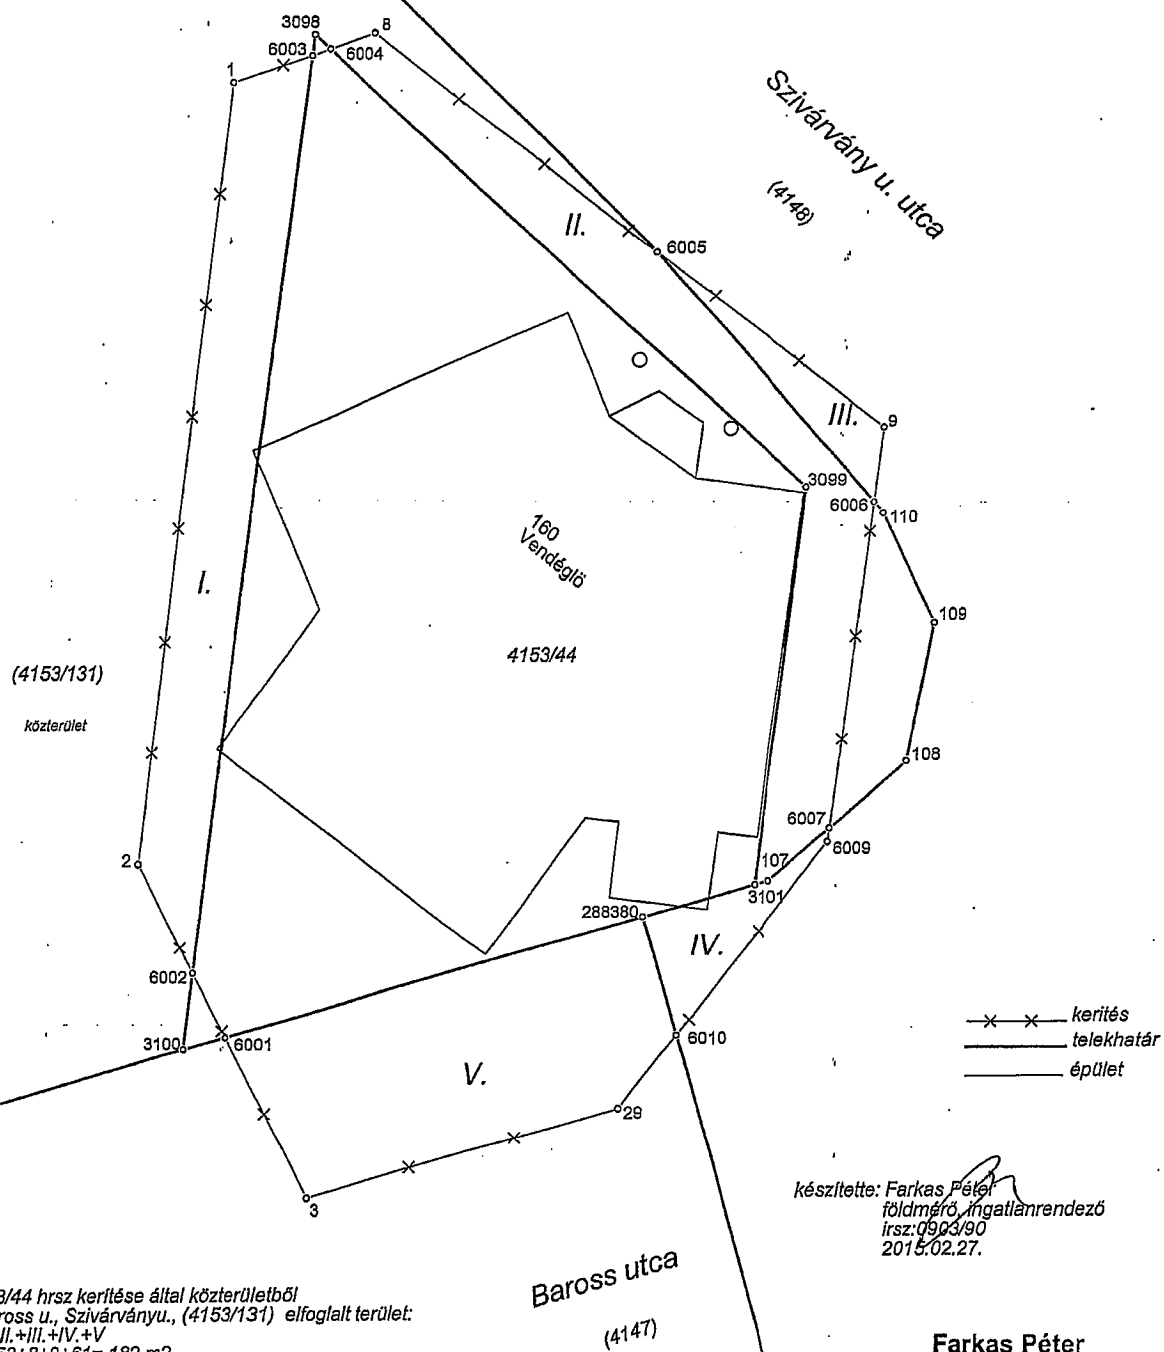 3098
8
6003
6004
1
Szivárvány u. utca
(4148)
II.
6005
III.
9
3099
6006
110
160
Vendéglő
I.
109
4153/44
(4153/131)
közterület
108
6007
6009
2
107
3101
288380
IV.
6002
kerítés
3100
6001
6010
telekhatár
V.
épület
29
készítette: Farkas Péter
földmérő, ingatlanrendező
irsz:0903/90
2015.02.27.
3
3/44 hrsz kerítése által közterületből
ross u., Szivárványu., (4153/131) elfoglalt terület:
II.+III.+IV.+V
Baross utca
(4147)
Farkas Péter